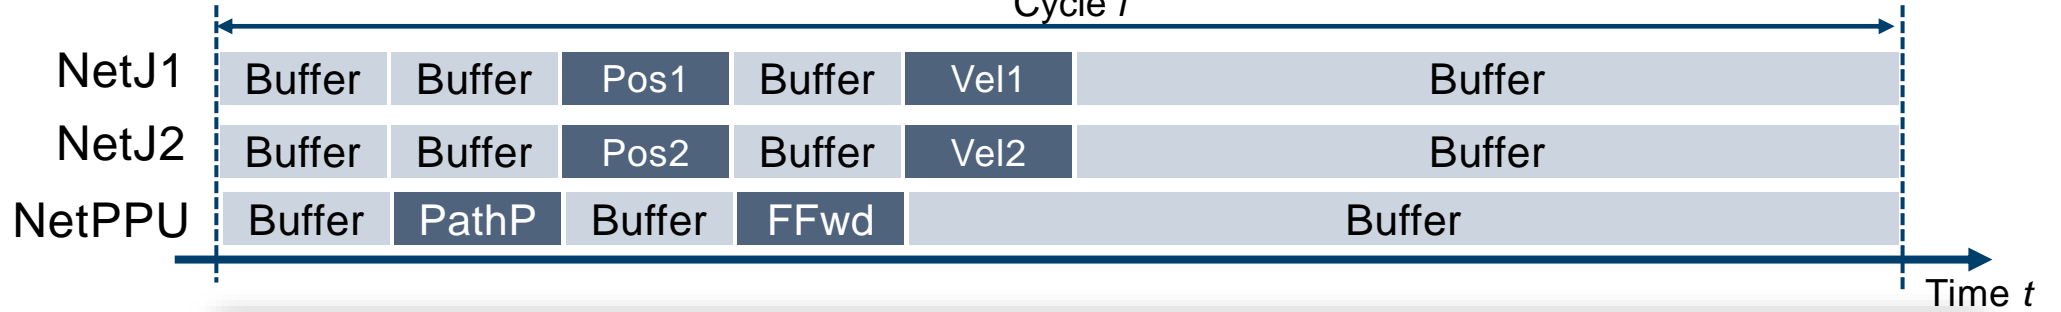 Cycle i
NetJ1 Buffer Buffer Pos1 Buffer Vel1 Buffer
NetJ2 Buffer Buffer Pos2 Buffer Vel2 Buffer
NetPPU Buffer PathP Buffer FFwd Buffer
Time t